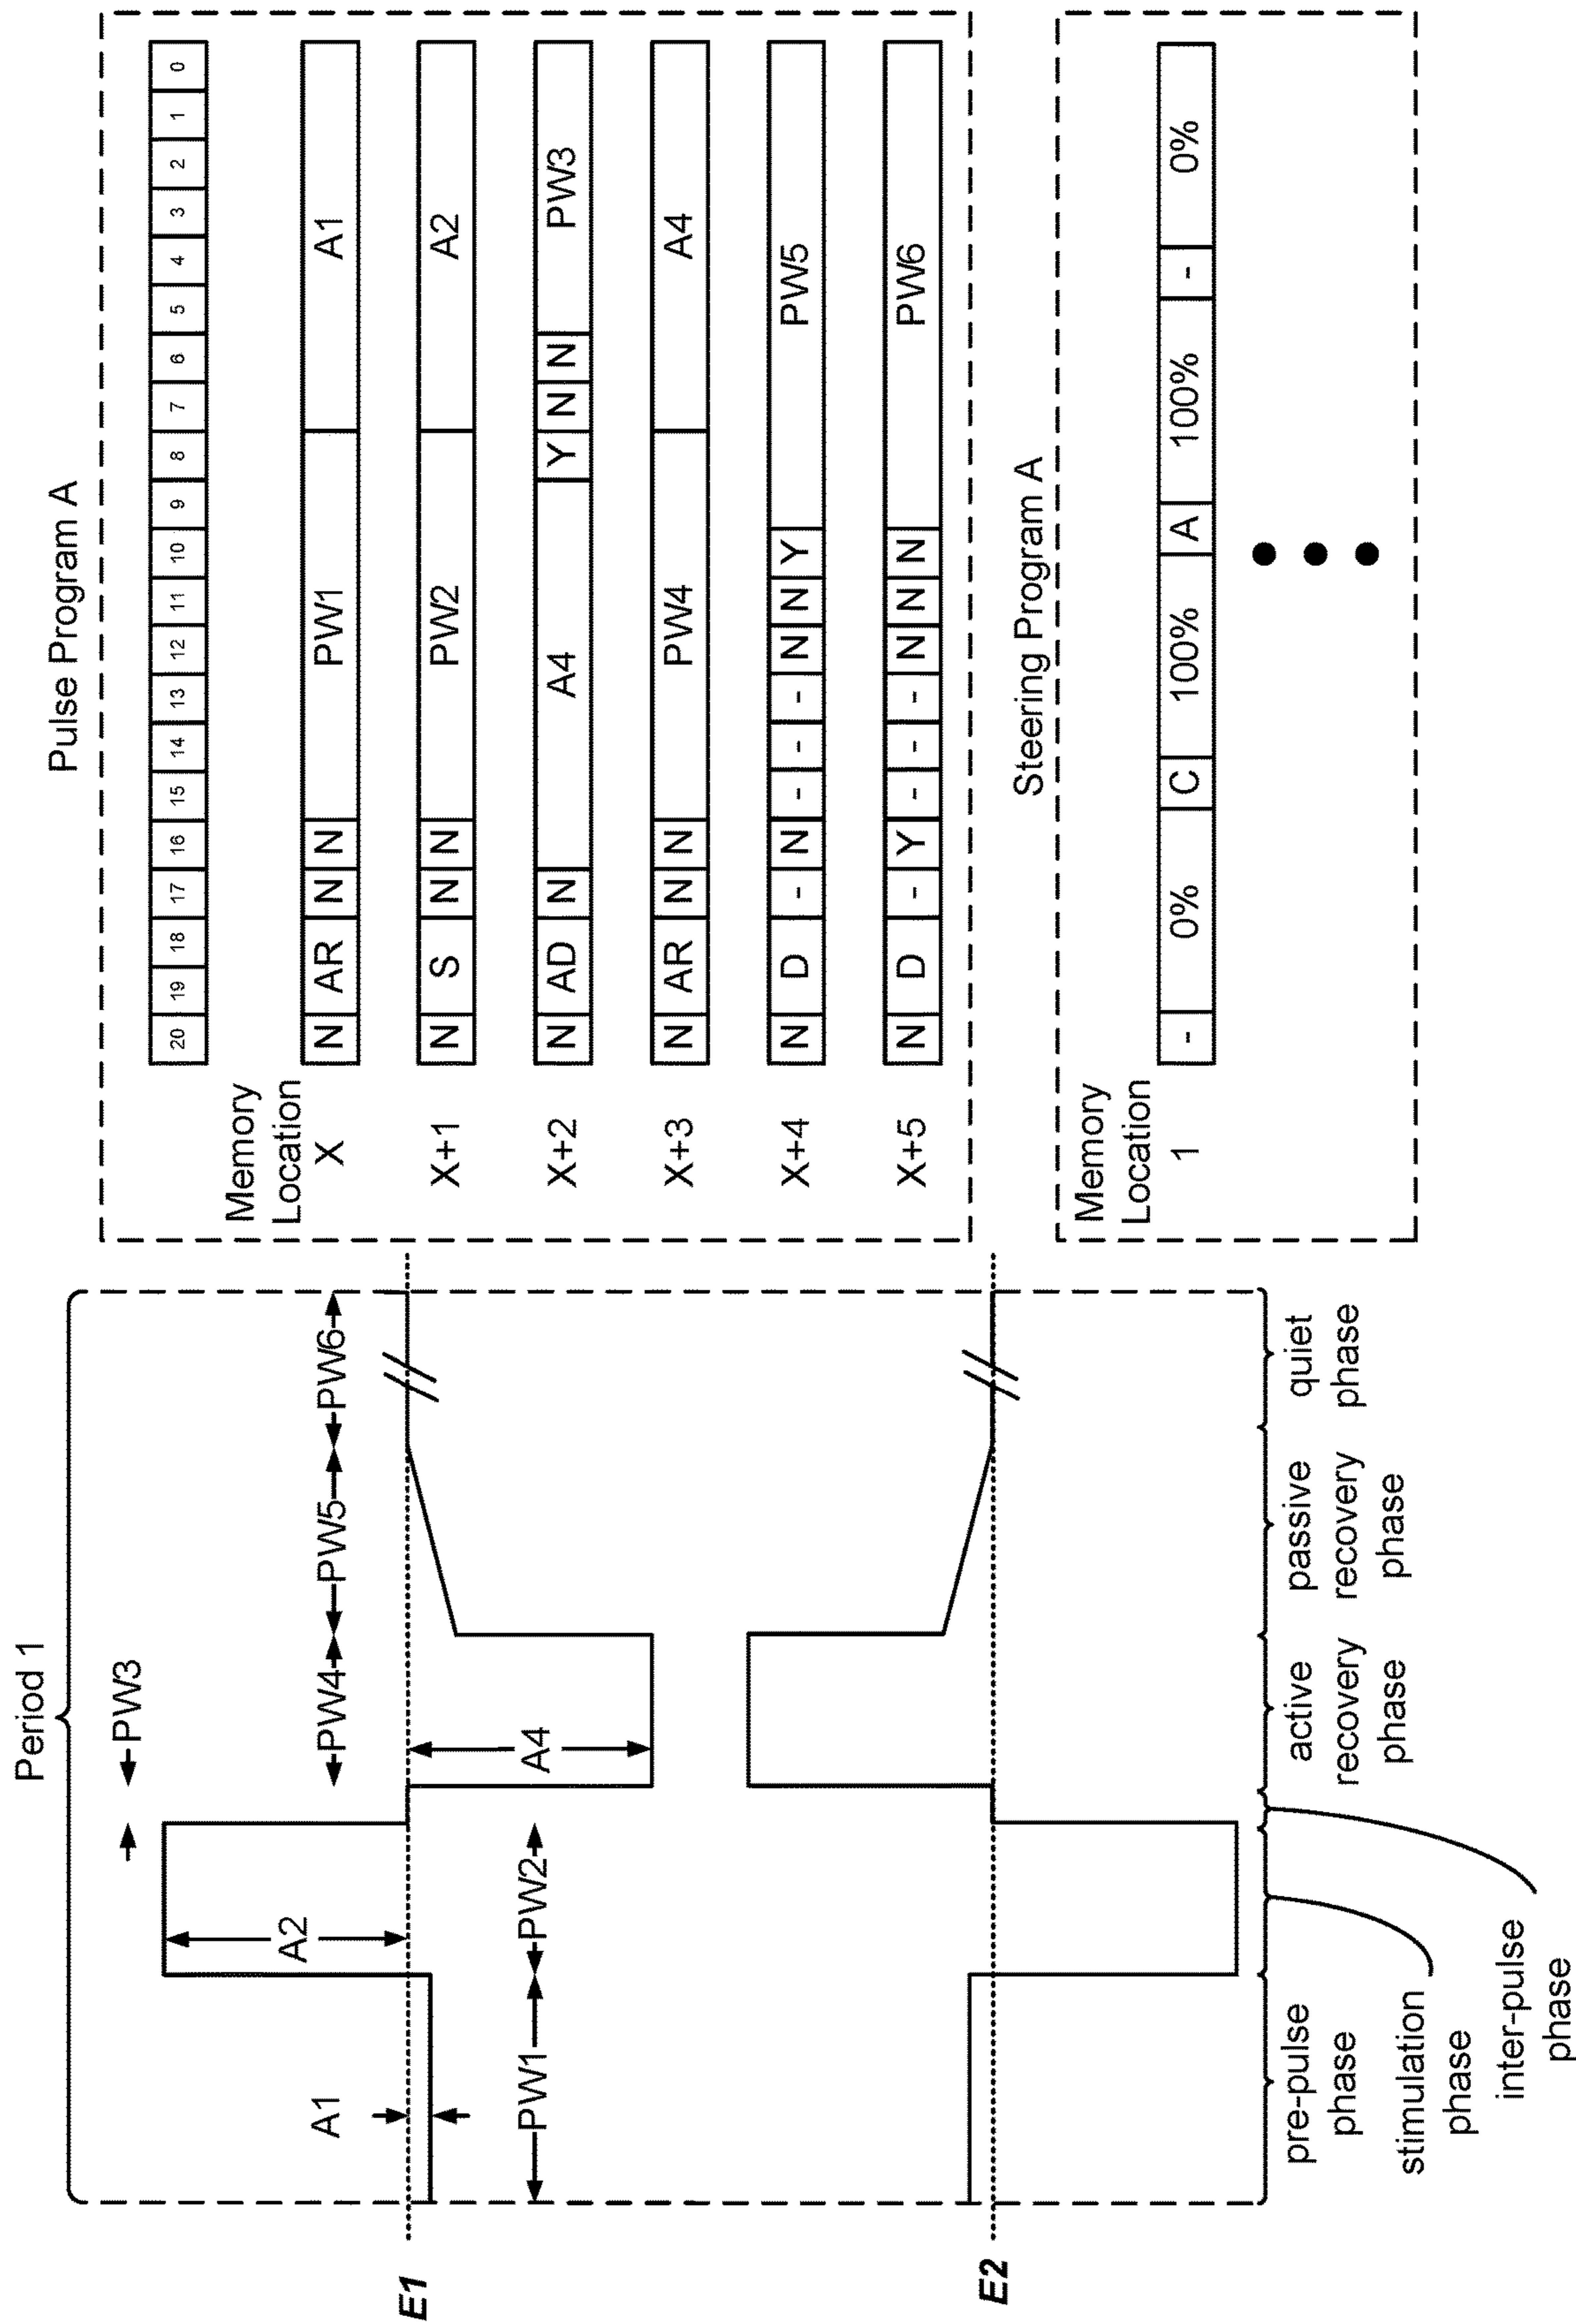 Period 1
PW3
A2
A1
PW1
PW2
PW4
PW5
PW6
A4
E1
E2
pre-pulse
phase
stimulation
phase
inter-pulse
phase
active
recovery
phase
passive
recovery
phase
quiet
phase
Pulse Program A
20 19 18 17 16 15 14 13 12 11 10 9 8 7 6 5 4 3 2 1 0
Memory
Location
X N AR N N PW1 A1
X+1 N S N N PW2 A2
X+2 N AD N A4 Y N N PW3
X+3 N AR N N PW4 A4
X+4 N D - N - - - N N Y PW5
X+5 N D - Y - - - N N N PW6
Steering Program A
Memory
Location
1 - 0% C 100% A 100% - 0%